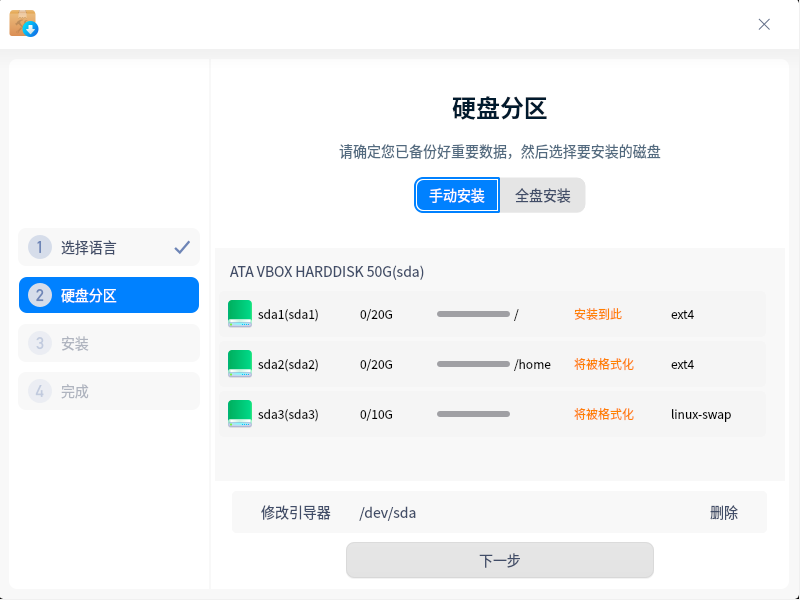 硬盘分区
请确定您已备份好重要数据，然后选择要安装的磁盘
手动安装 全盘安装
1 选择语言
2 硬盘分区
3 安装
4 完成
ATA VBOX HARDDISK 50G(sda)
sda1(sda1) 0/20G / 安装到此 ext4
sda2(sda2) 0/20G /home 将被格式化 ext4
sda3(sda3) 0/10G 将被格式化 linux-swap
修改引导器 /dev/sda 删除
下一步